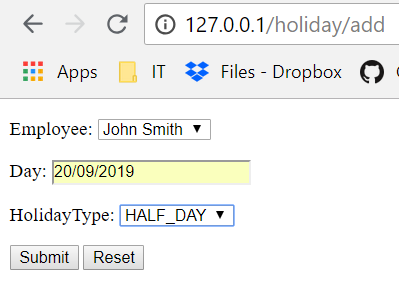 127.0.0.1/holiday/add
Apps IT Files - Dropbox
Employee: John Smith
Day: 20/09/2019
HolidayType: HALF_DAY
Submit Reset